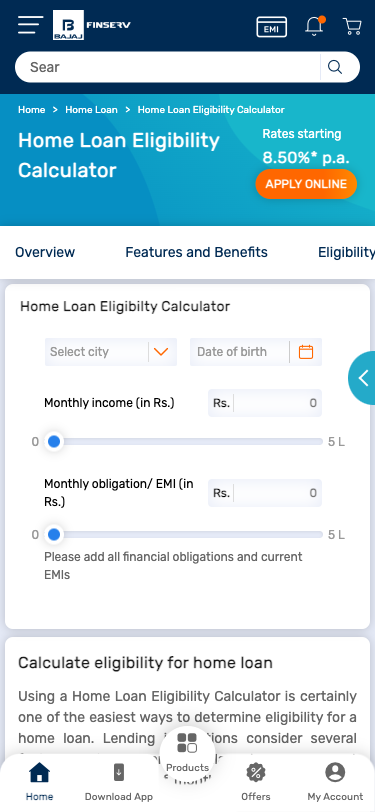 B
BAJAJ
FINSERV
EMI
Sear
Home > Home Loan > Home Loan Eligibility Calculator
Home Loan Eligibility
Calculator
Rates starting
8.50%* p.a.
APPLY ONLINE
Overview
Features and Benefits
Eligibility
Home Loan Eligibilty Calculator
Select city
Date of birth
Monthly income (in Rs.)
Rs.
0
0
5 L
Monthly obligation/ EMI (in
Rs.)
Rs.
0
0
5 L
Please add all financial obligations and current
EMIs
Calculate eligibility for home loan
Using a Home Loan Eligibility Calculator is certainly
one of the easiest ways to determine eligibility for a
home loan. Lending
consider several
Home
Download App
Products
Offers
My Account